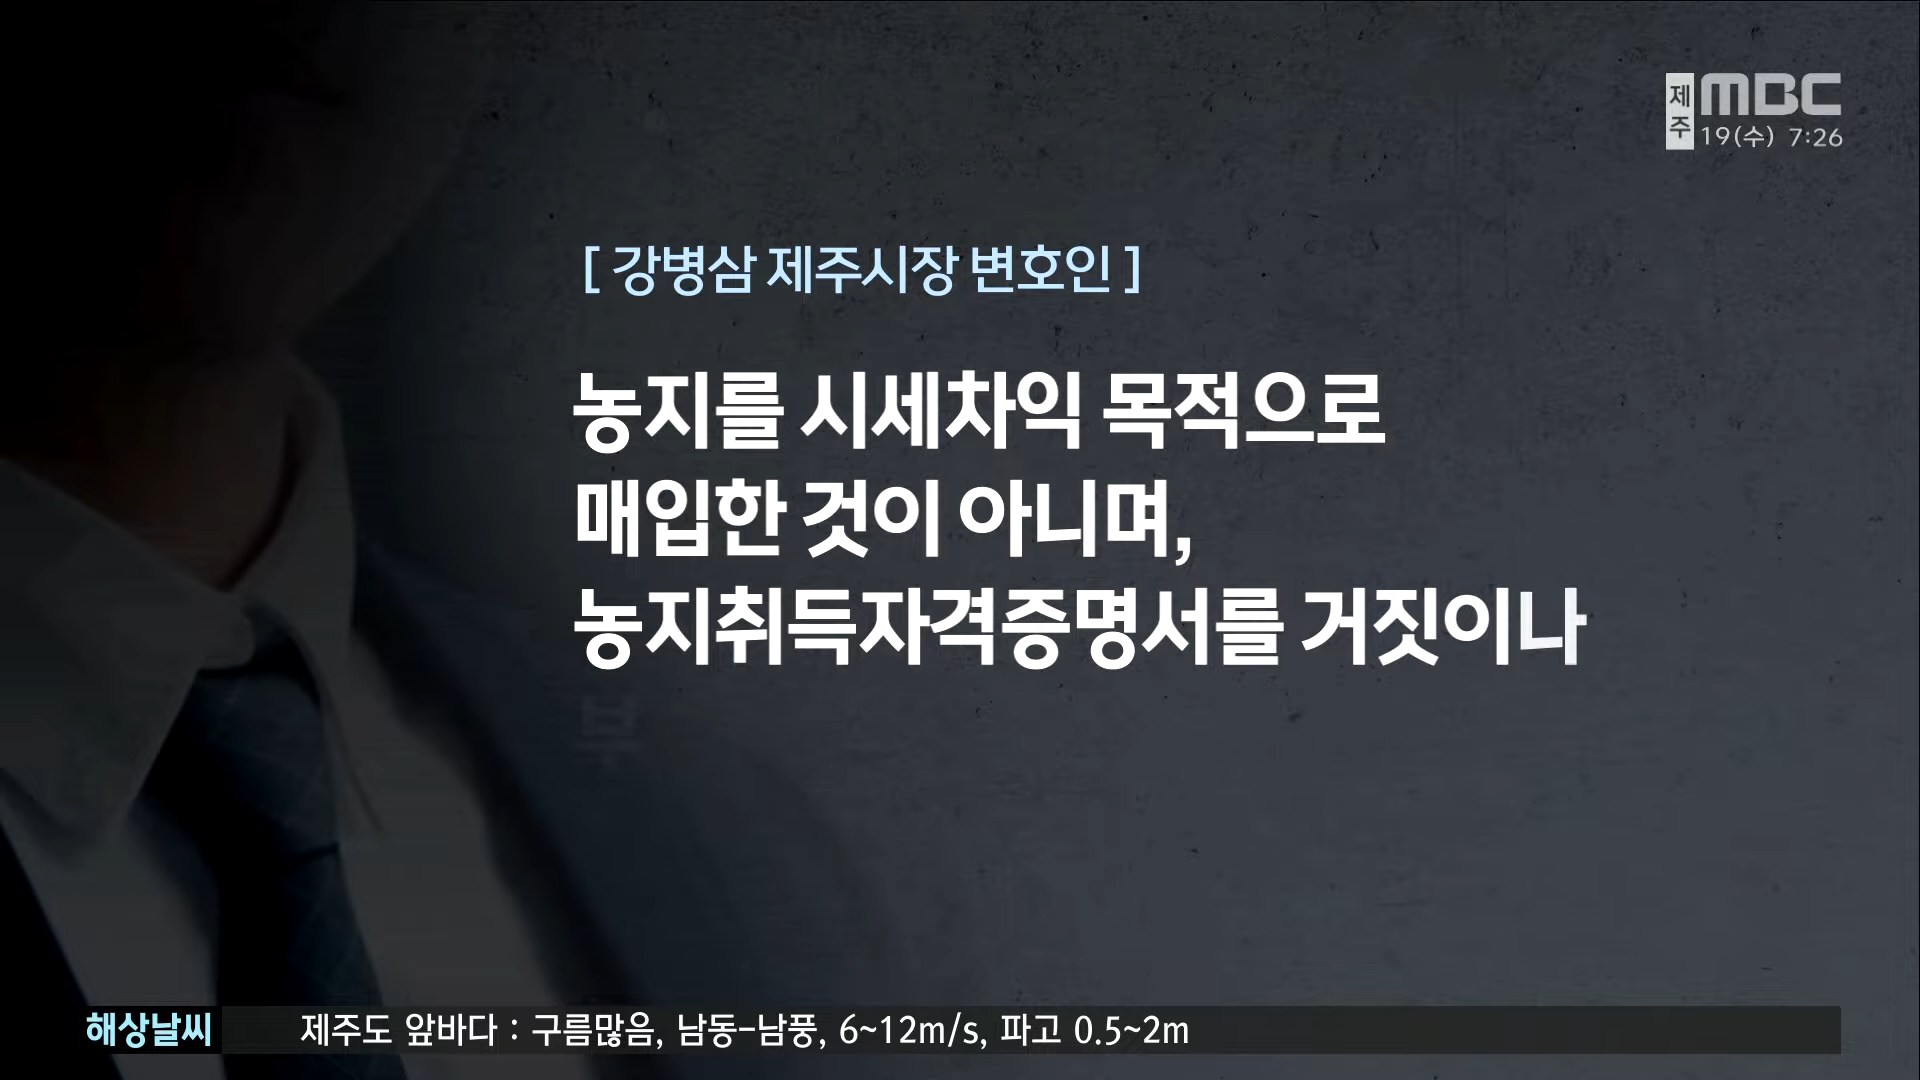 제주 MBC
19(수) 7:26
[ 강병삼 제주시장 변호인 ]
농지를 시세차익 목적으로
매입한 것이 아니며,
농지취득자격증명서를 거짓이나
부
해상날씨 제주도 앞바다 : 구름많음, 남동-남풍, 6~12m/s, 파고 0.5~2m